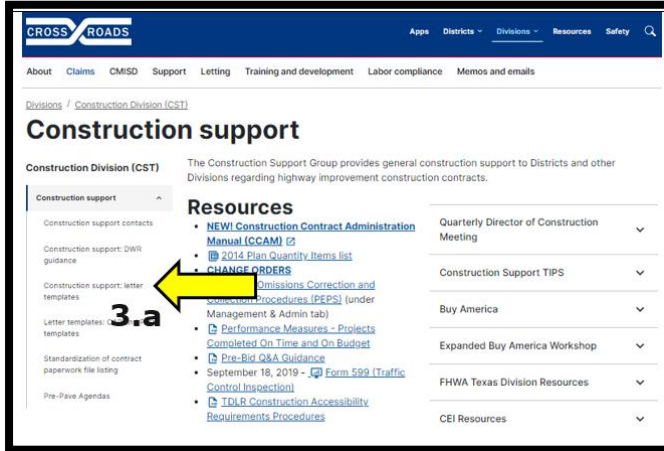 CROSS ROADS
Apps Districts Divisions Resources Safety
About Claims CMISD Support Letting Training and development Labor compliance Memos and emails
Divisions / Construction Division (CST)
Construction support
Construction Division (CST)
Construction support
Construction support contacts
Construction support: DWR
guidance
Construction support: letter
templates
3.a
Letter templates:
templates
Standardization of contract
paperwork file listing
Pre-Pave Agendas
The Construction Support Group provides general construction support to Districts and other
Divisions regarding highway improvement construction contracts.
Resources
NEW! Construction Contract Administration
Manual (CCAM)
2014 Plan Quantity Items list
CHANGE ORDERS
Omissions Correction and
Collection Procedures (PEPS) (under
Management & Admin tab)
Performance Measures - Projects
Completed On Time and On Budget
Pre-Bid Q&A Guidance
September 18, 2019 - Form 599 (Traffic
Control Inspection)
TDLR Construction Accessibility
Requirements Procedures
Quarterly Director of Construction
Meeting
Construction Support TIPS
Buy America
Expanded Buy America Workshop
FHWA Texas Division Resources
CEI Resources